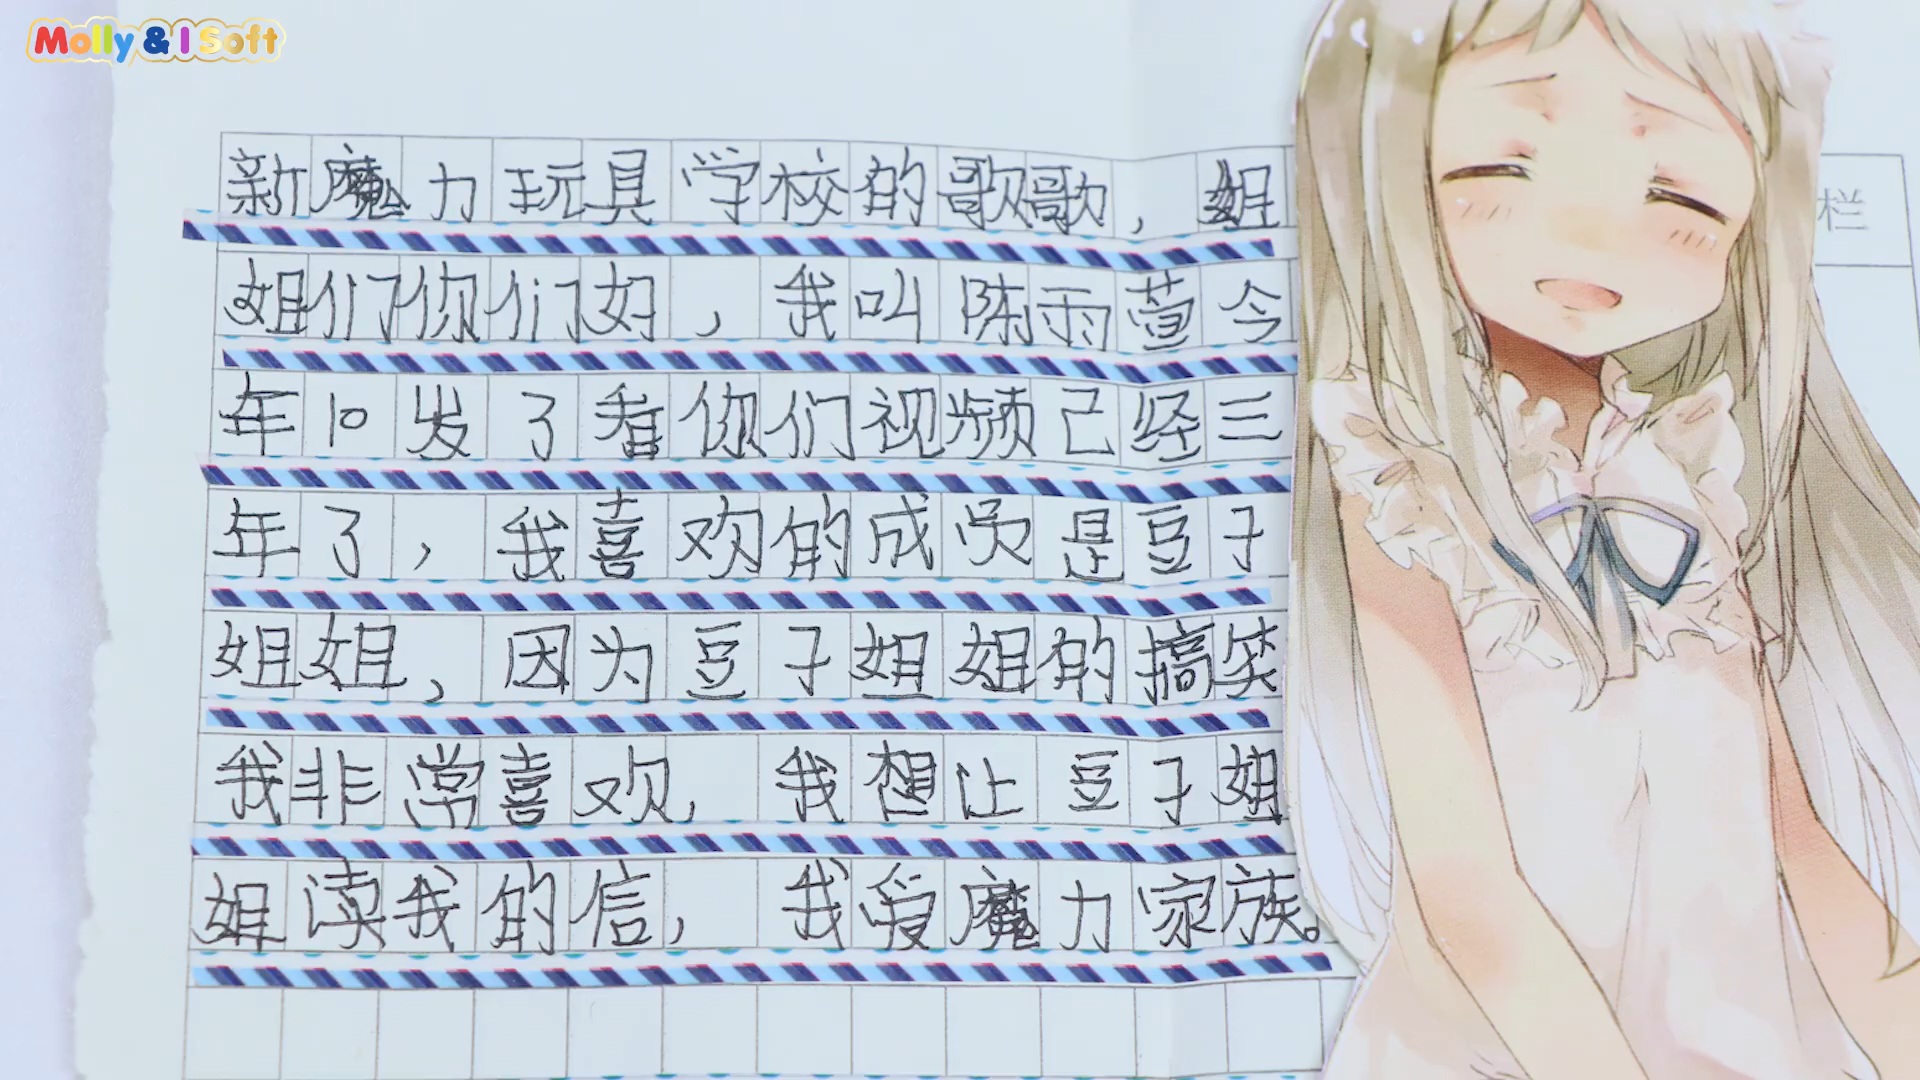 Molly & I Soft
新魔力玩具学校的歌歌，姐
姐们你们好，我叫陈雨萱今
年10发了看你们视频己经三
年了，我喜欢的成员是豆子
姐姐，因为豆子姐姐的搞笑
我非常喜欢，我想让豆子姐
姐读我的信，我爱魔力家族。
栏